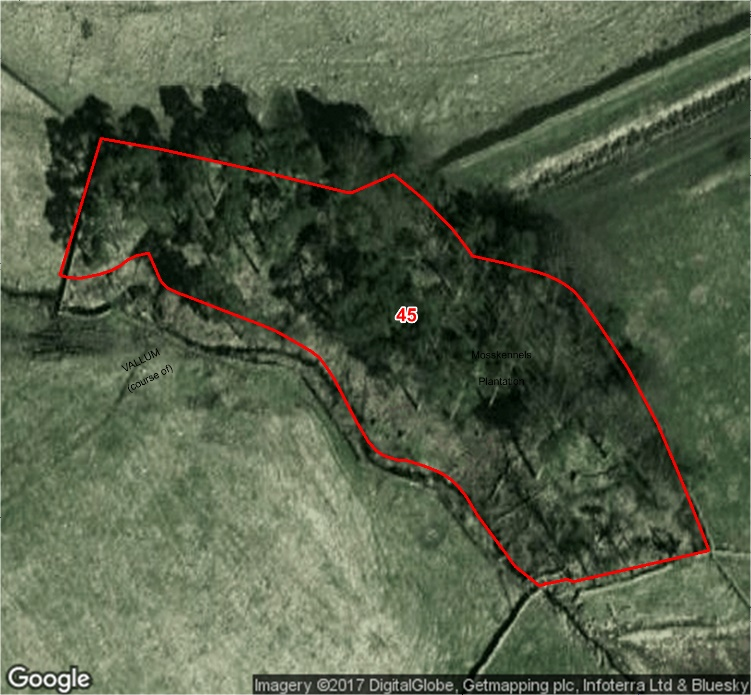 45
Mosskennels
Plantation
VALLUM
(course of)
Google
Imagery ©2017 DigitalGlobe, Getmapping plc, Infoterra Ltd & Bluesky